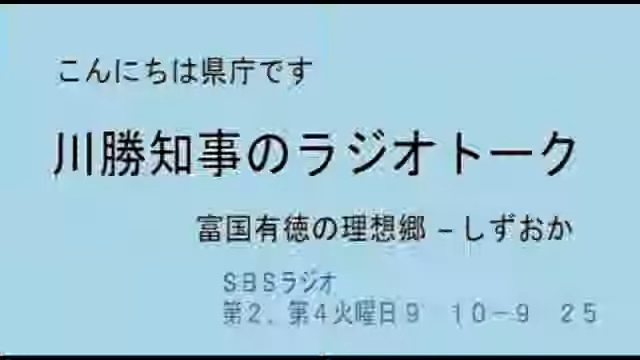 こんにちは県庁です
川勝知事のラジオトーク
富国有徳の理想郷－しずおか
ＳＢＳラジオ
第２、第４火曜日９　１０－９　２５